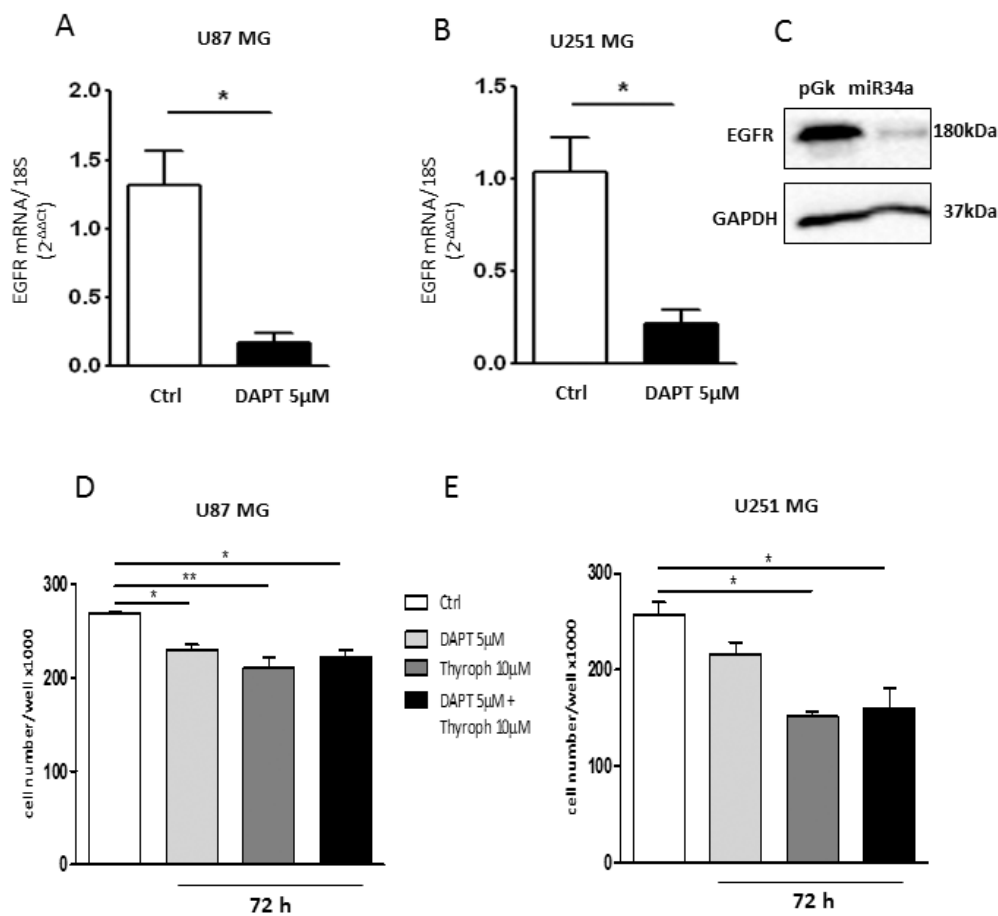 A
U87 MG
EGFR mRNA/18S
(2-ΔΔCt)
2.0
1.5
1.0
0.5
0.0
*
Ctrl
DAPT 5µM
B
U251 MG
EGFR mRNA/18S
(2-ΔΔCt)
1.5
1.0
0.5
0.0
*
Ctrl
DAPT 5µM
C
pGk miR34a
EGFR
180kDa
GAPDH
37kDa
D
U87 MG
cell number/well x1000
300
200
100
0
*
**
*
72 h
Ctrl
DAPT 5µM
Thyroph 10µM
DAPT 5µM +
Thyroph 10µM
E
U251 MG
cell number/well x1000
300
200
100
0
*
*
72 h